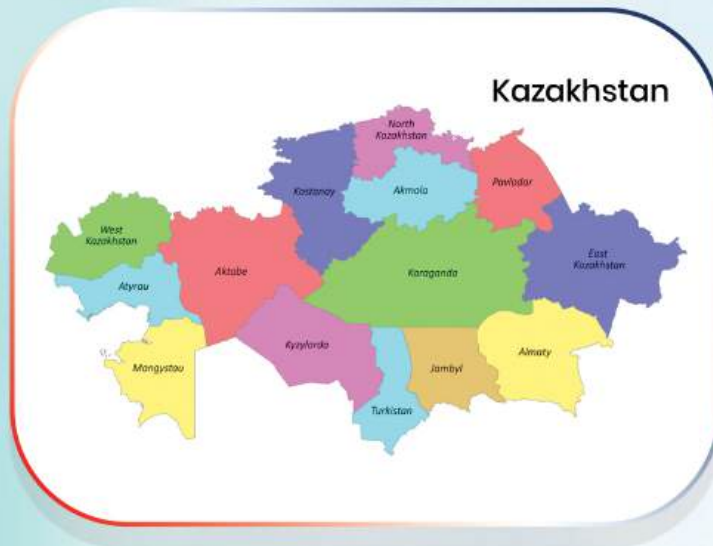 Kazakhstan
North
Kazakhstan
Kostanay
Akmola
Pavlodar
West
Kazakhstan
East
Kazakhstan
Aktobe
Karaganda
Atyrau
Kyzylorda
Almaty
Mangystau
Jambyl
Turkistan